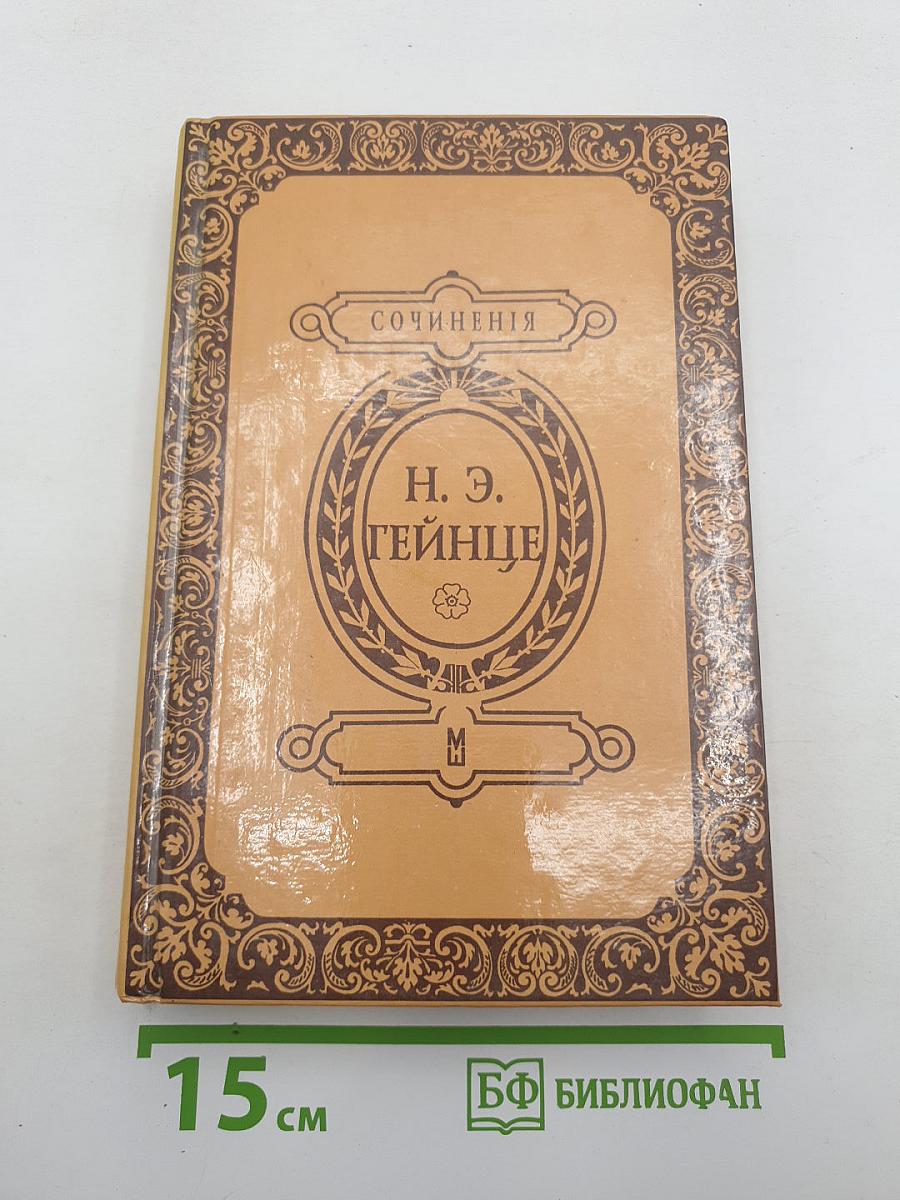 СОЧИНЕНІЯ
Н. Э.
ГЕЙНЦЕ
15 см
БФ БИБЛИОФАН